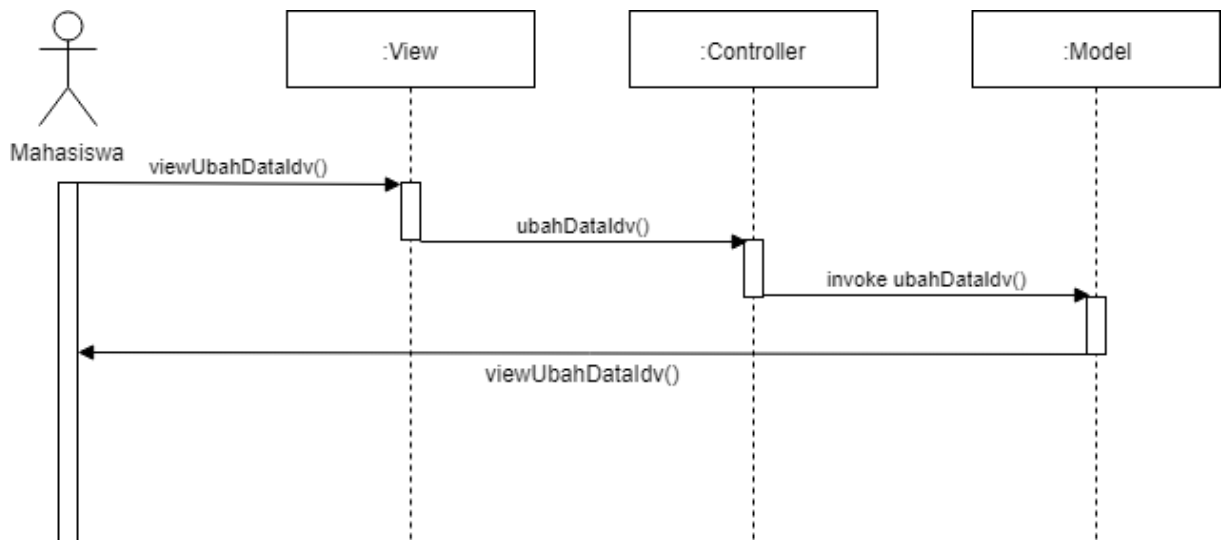 :View
:Controller
:Model
Mahasiswa
viewUbahDataIdv()
ubahDataIdv()
invoke ubahDataIdv()
viewUbahDataIdv()